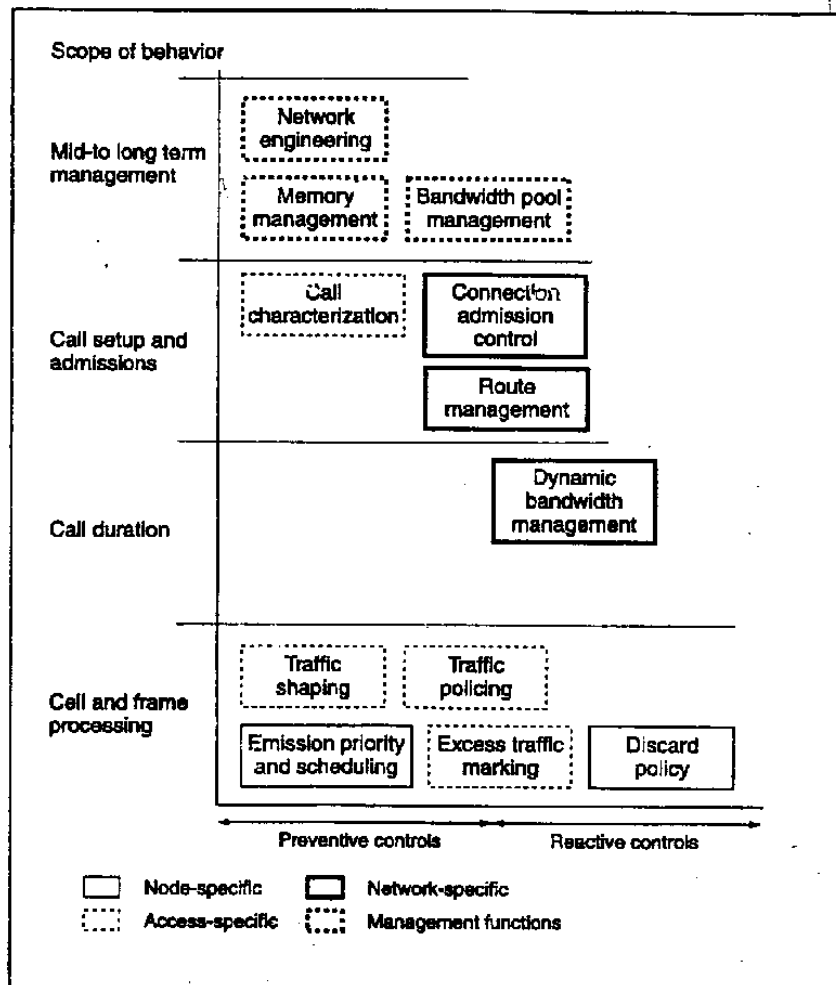 Scope of behavior
Mid-to long term
management
Network
engineering
Memory
management
Bandwidth pool
management
Call setup and
admissions
Call
characterization
Connection
admission
control
Route
management
Call duration
Dynamic
bandwidth
management
Cell and frame
processing
Traffic
shaping
Traffic
policing
Emission priority
and scheduling
Excess traffic
marking
Discard
policy
Preventive controls
Reactive controls
Node-specific
Network-specific
Access-specific
Management functions